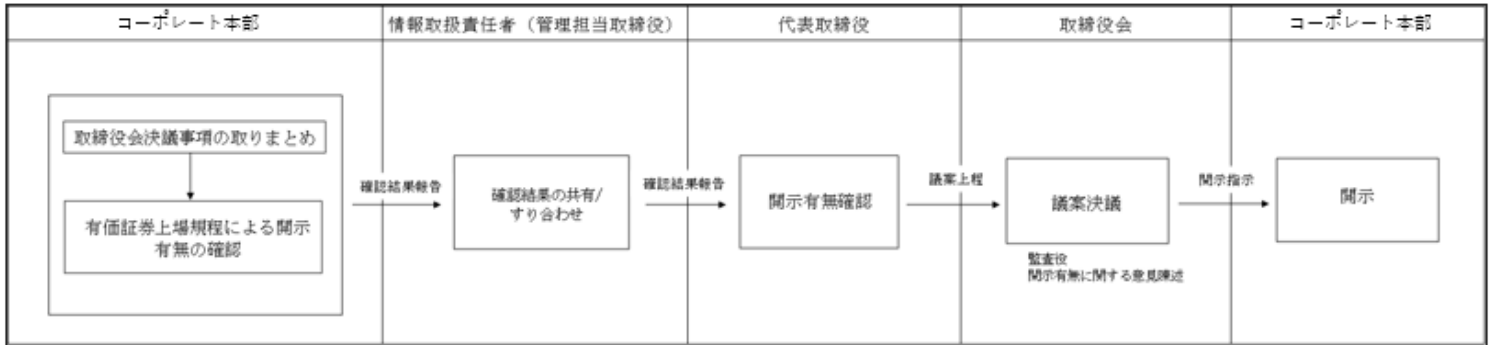 コーポレート本部
情報取扱責任者（管理担当取締役）
代表取締役
取締役会
コーポレート本部
取締役会決議事項の取りまとめ
有価証券上場規程による開示
有無の確認
確認結果報告
確認結果の共有/
すり合わせ
確認結果報告
開示有無確認
議案上程
議案決議
監査役
開示有無に関する意見陳述
開示指示
開示